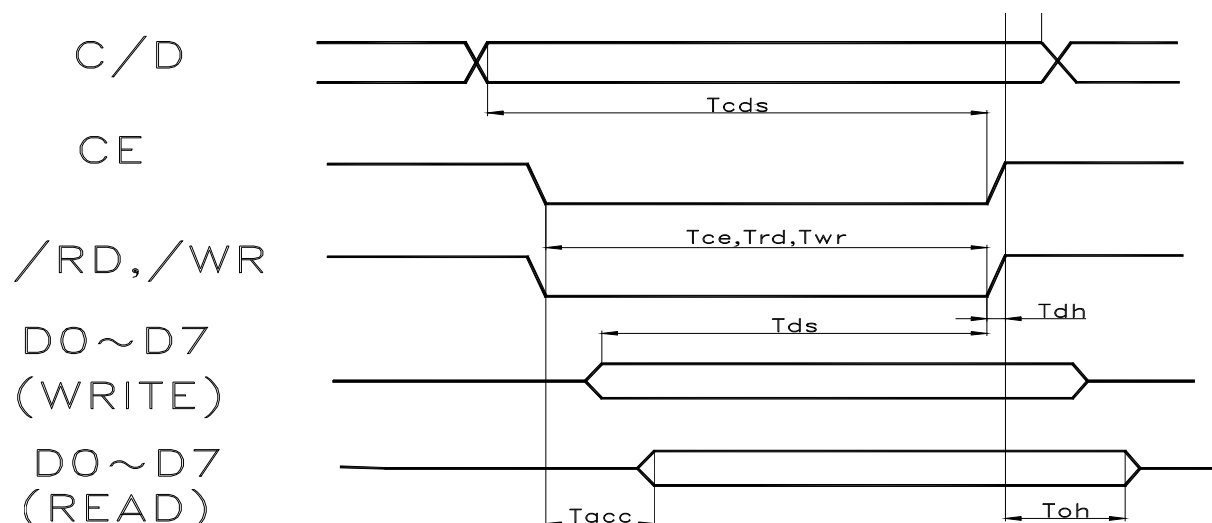 C/D
Tcds
CE
Tce,Trd,Twr
/RD,/WR
Tdh
Tds
D0~D7
(WRITE)
D0~D7
(READ)
Tacc
Toh